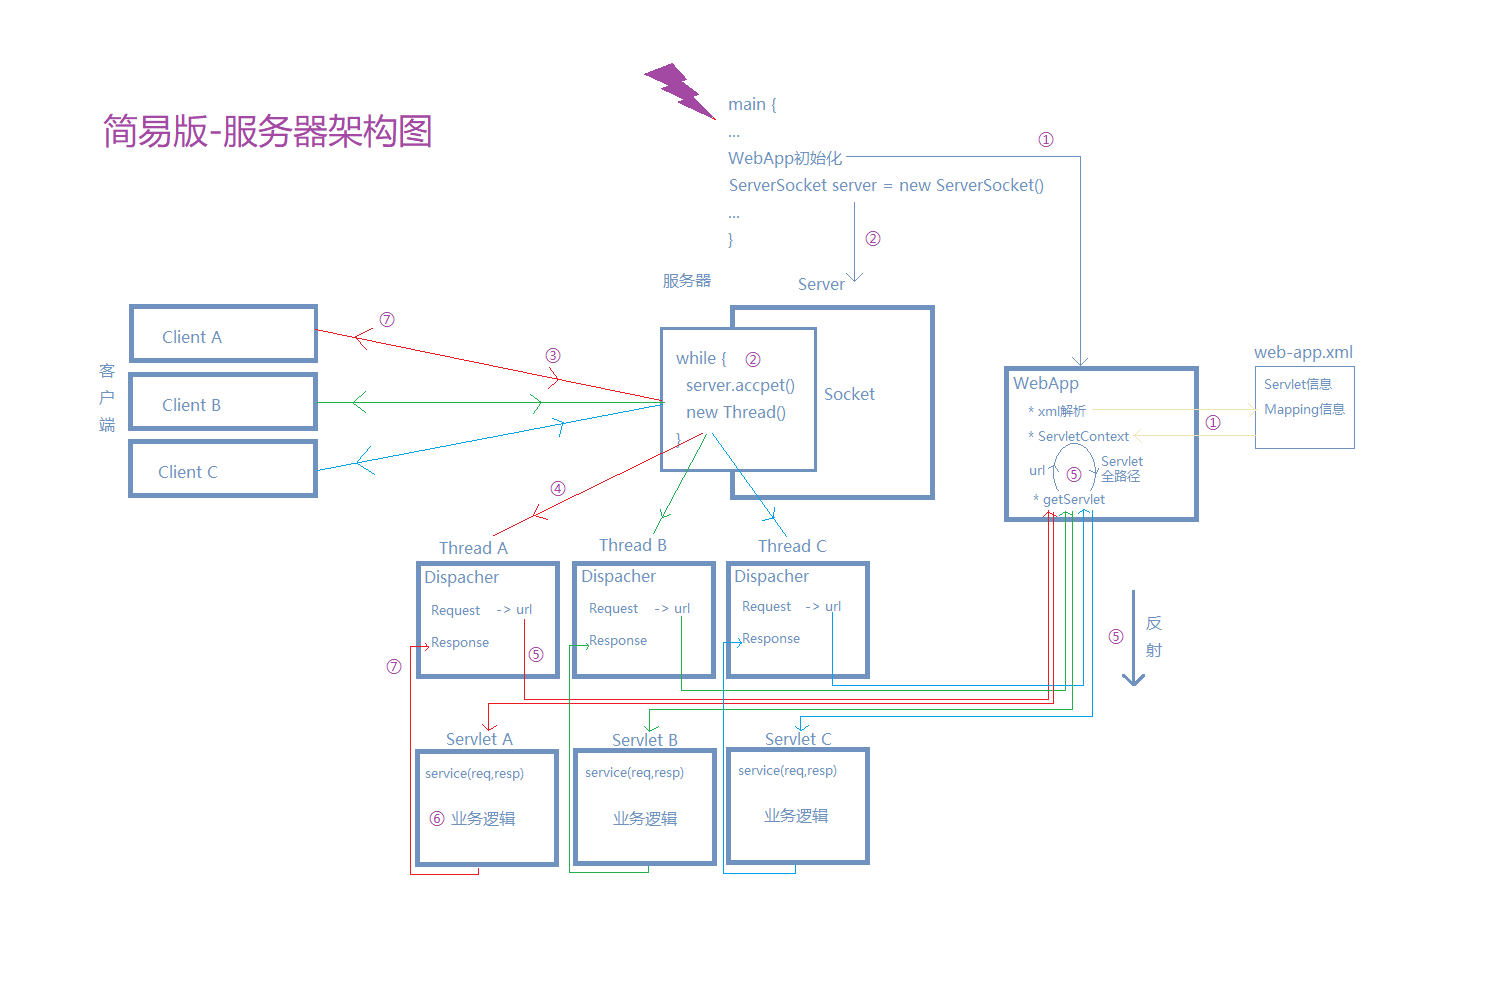 简易版-服务器架构图
main {
...
WebApp初始化
ServerSocket server = new ServerSocket()
...
}
①
②
服务器
Server
while {
②
server.accpet()
new Thread()
}
Socket
客户端
Client A
Client B
Client C
⑦
③
④
WebApp
* xml解析
* ServletContext
url
⑤
Servlet
全路径
* getServlet
①
web-app.xml
Servlet信息
Mapping信息
Thread A
Dispacher
Request -> url
Response
⑤
⑦
Thread B
Dispacher
Request -> url
Response
Thread C
Dispacher
Request -> url
Response
⑤
反射
Servlet A
service(req,resp)
⑥ 业务逻辑
Servlet B
service(req,resp)
业务逻辑
Servlet C
service(req,resp)
业务逻辑